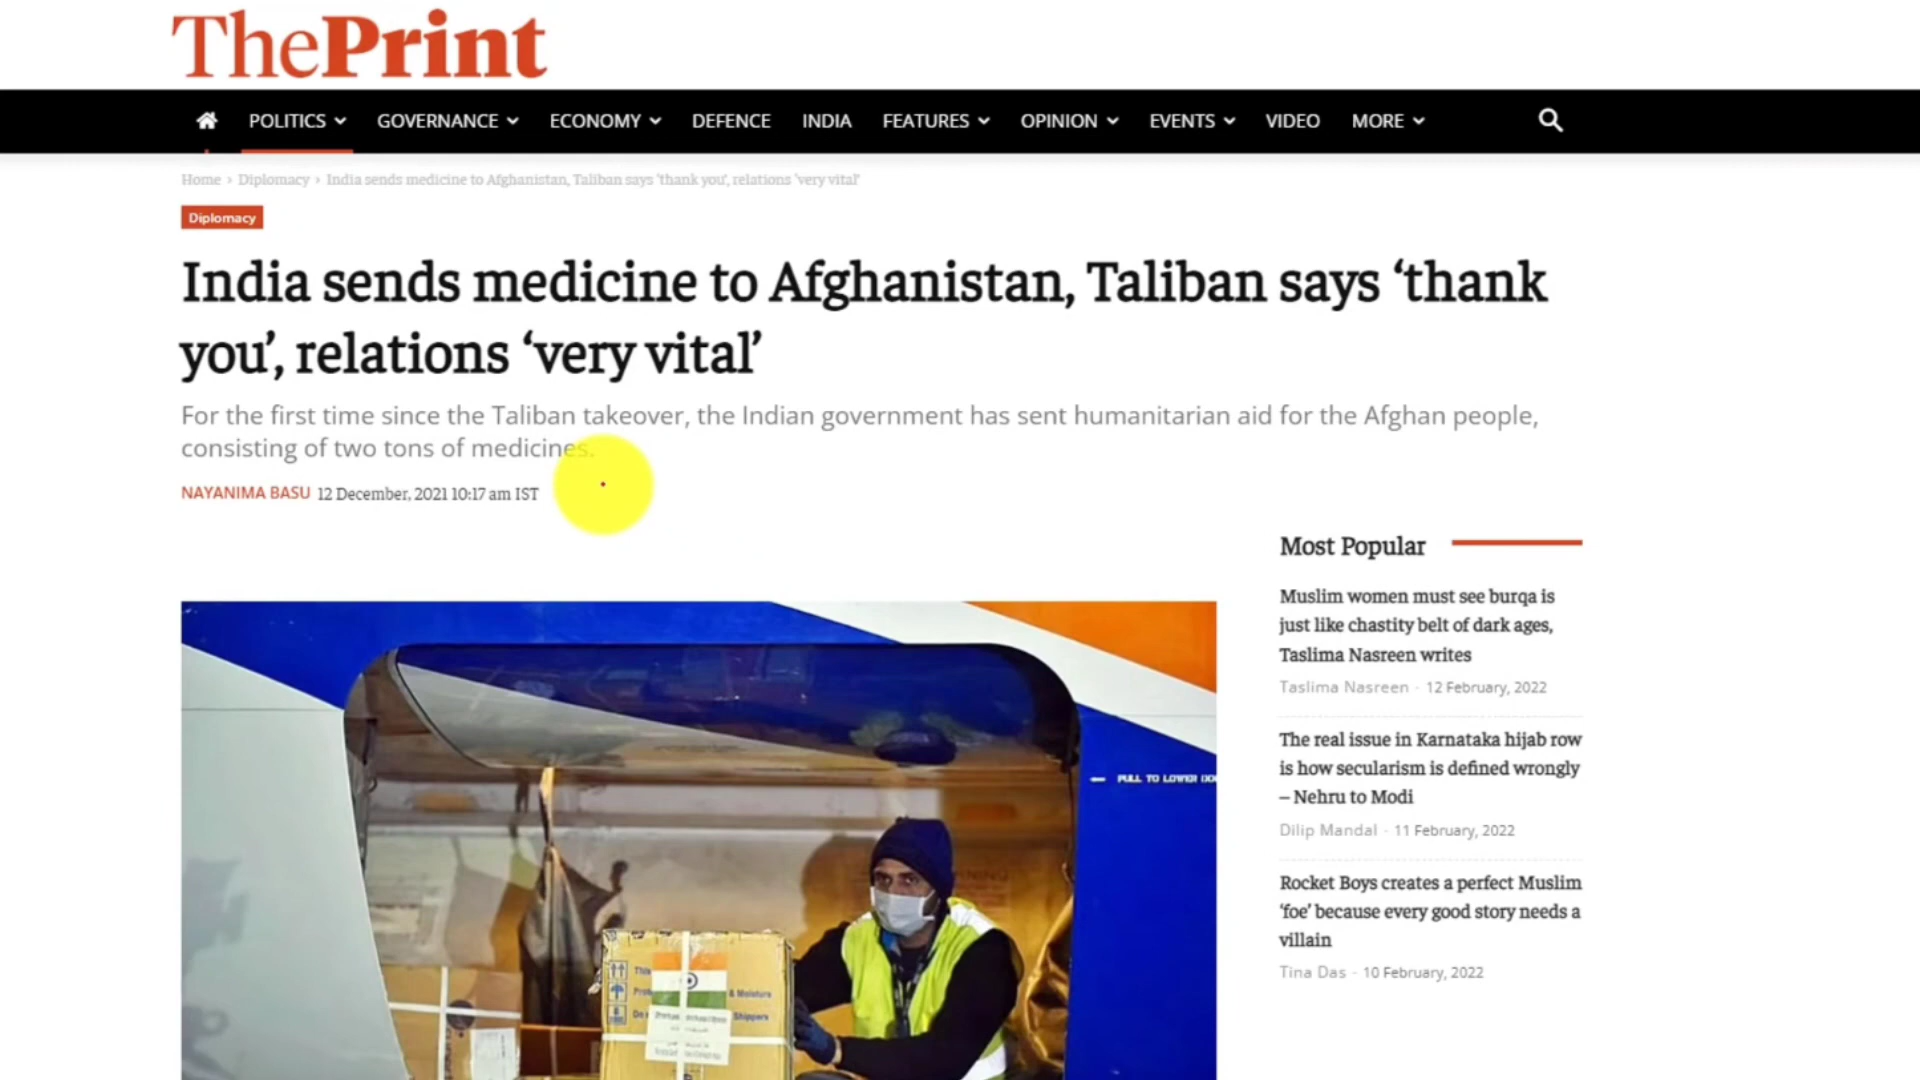 ThePrint
POLITICS GOVERNANCE ECONOMY DEFENCE INDIA FEATURES OPINION EVENTS VIDEO MORE
Home › Diplomacy › India sends medicine to Afghanistan, Taliban says ‘thank you’, relations ‘very vital’
Diplomacy
India sends medicine to Afghanistan, Taliban says ‘thank
you’, relations ‘very vital’
For the first time since the Taliban takeover, the Indian government has sent humanitarian aid for the Afghan people,
consisting of two tons of medicines.
NAYANIMA BASU 12 December, 2021 10:17 am IST
PULL TO LOWER
& Moisture
Shippers
Most Popular
Muslim women must see burqa is
just like chastity belt of dark ages,
Taslima Nasreen writes
Taslima Nasreen - 12 February, 2022
The real issue in Karnataka hijab row
is how secularism is defined wrongly
– Nehru to Modi
Dilip Mandal - 11 February, 2022
Rocket Boys creates a perfect Muslim
‘foe’ because every good story needs a
villain
Tina Das - 10 February, 2022